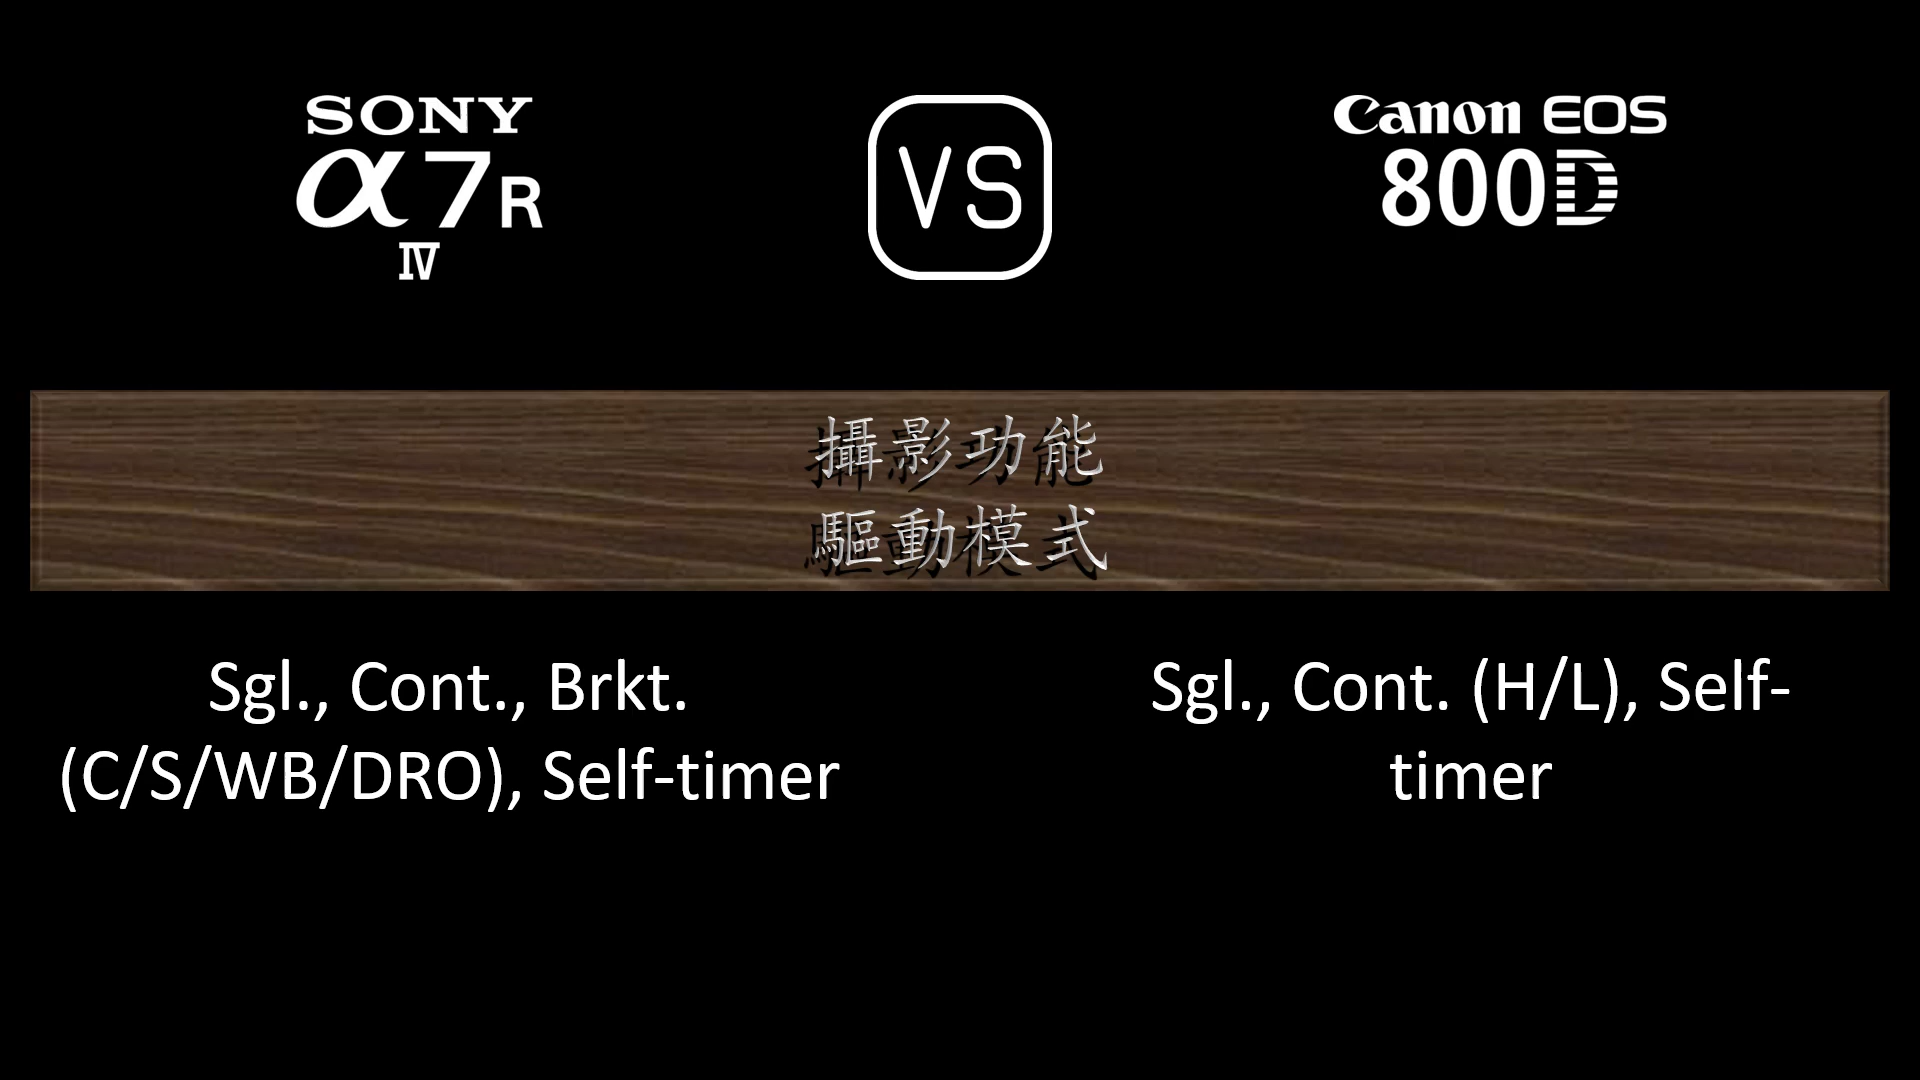 SONY
α7R
IV
VS
Canon EOS
800D
攝影功能
驅動模式
Sgl., Cont., Brkt.
(C/S/WB/DRO), Self-timer
Sgl., Cont. (H/L), Self-
timer